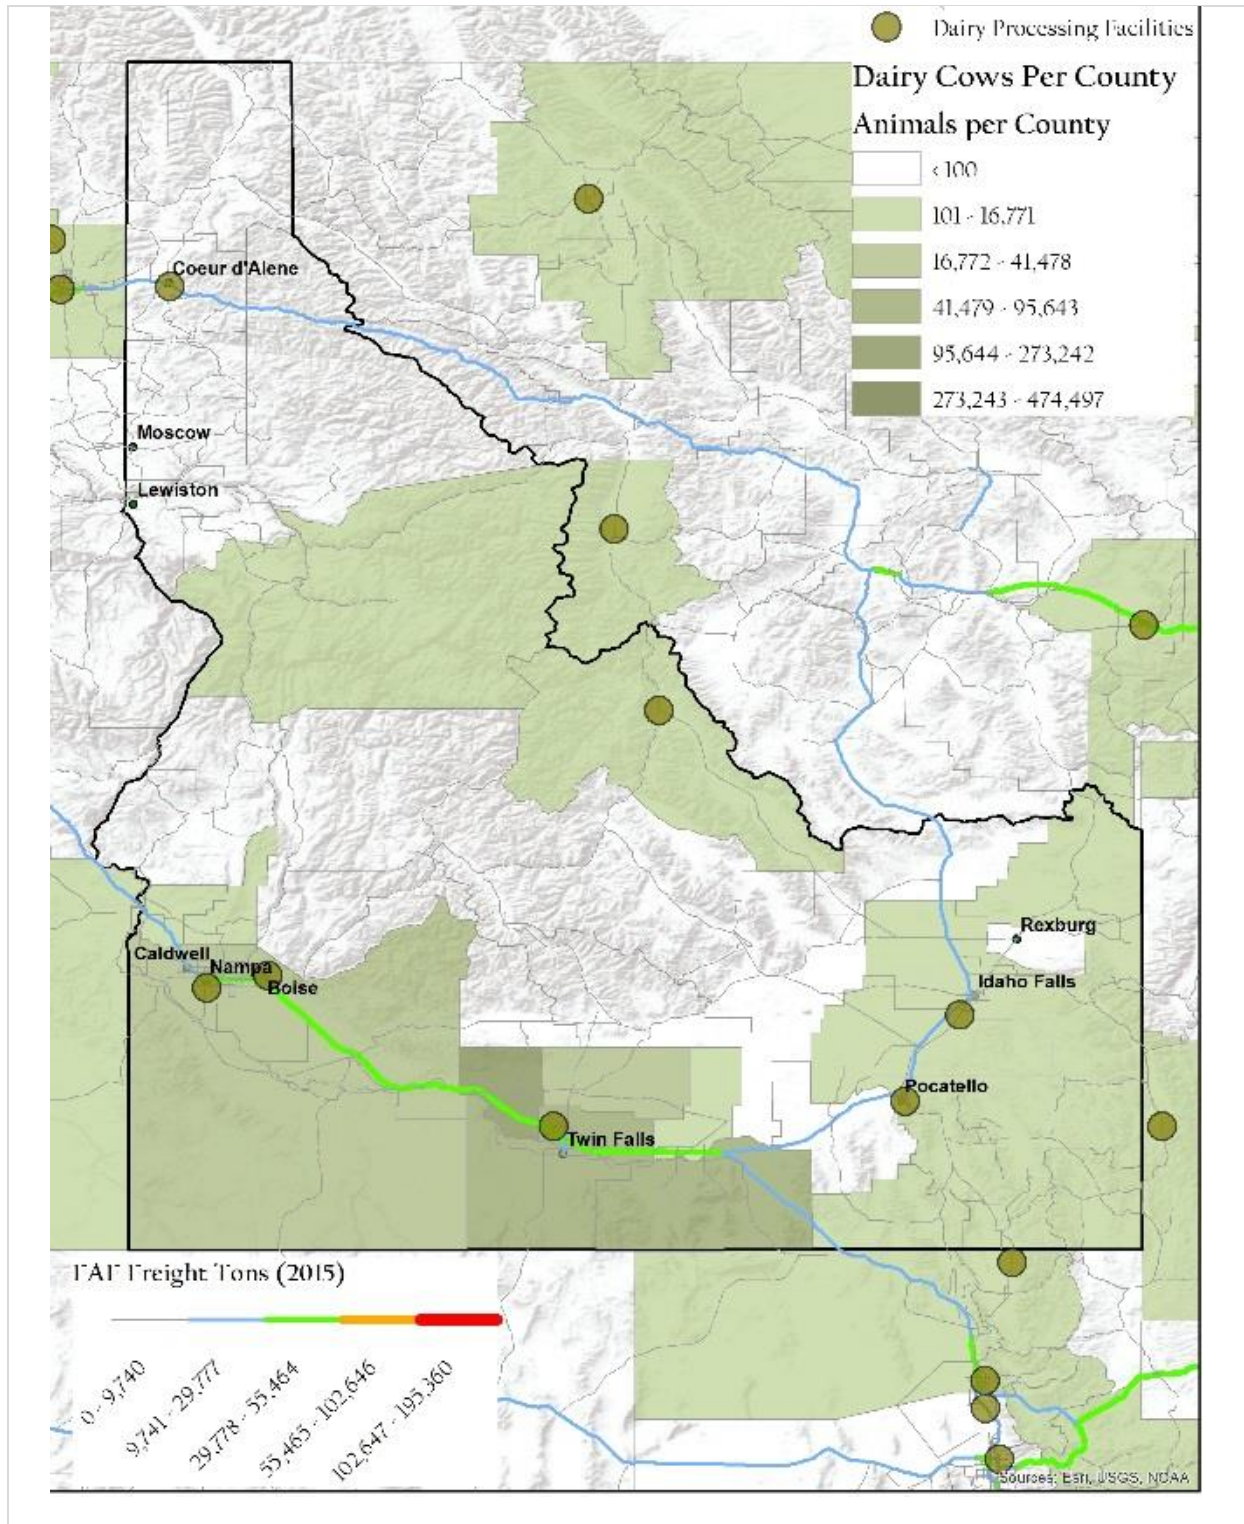 Dairy Processing Facilities
Dairy Cows Per County
Animals per County
<100
101 - 16,771
16,772 - 41,478
41,479 - 95,643
95,644 - 273,242
273,243 - 474,497
Coeur d'Alene
Moscow
Lewiston
Rexburg
Caldwell
Nampa
Boise
Idaho Falls
Pocatello
Twin Falls
FAF Freight Tons (2015)
0 - 9,740
9,741 - 29,777
29,778 - 55,464
55,465 - 102,646
102,647 - 195,360
Sources: Esri, USGS, NOAA